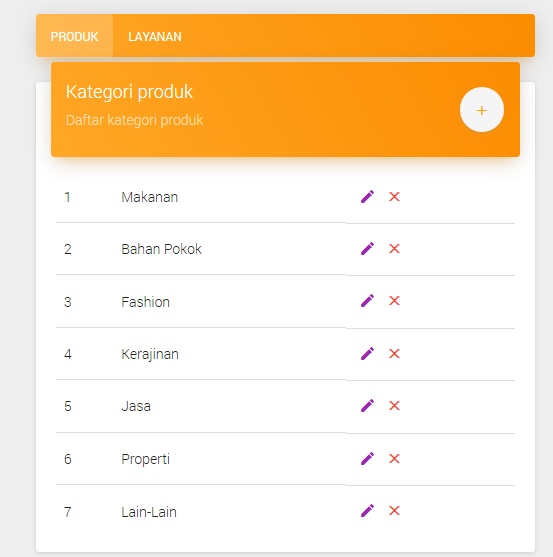 PRODUK LAYANAN
Kategori produk
Daftar kategori produk
+
1 Makanan
2 Bahan Pokok
3 Fashion
4 Kerajinan
5 Jasa
6 Properti
7 Lain-Lain